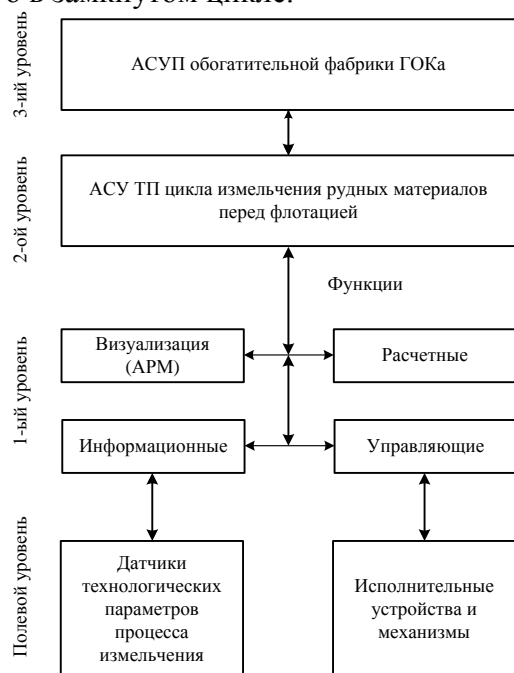 о в замкнутом цикле.
3-ий уровень
АСУП обогатительной фабрики ГОКа
2-ой уровень
АСУ ТП цикла измельчения рудных материалов
перед флотацией
Функции
1-ый уровень
Визуализация
(АРМ)
Расчетные
Информационные
Управляющие
Полевой уровень
Датчики
технологических
параметров
процесса
измельчения
Исполнительные
устройства и
механизмы